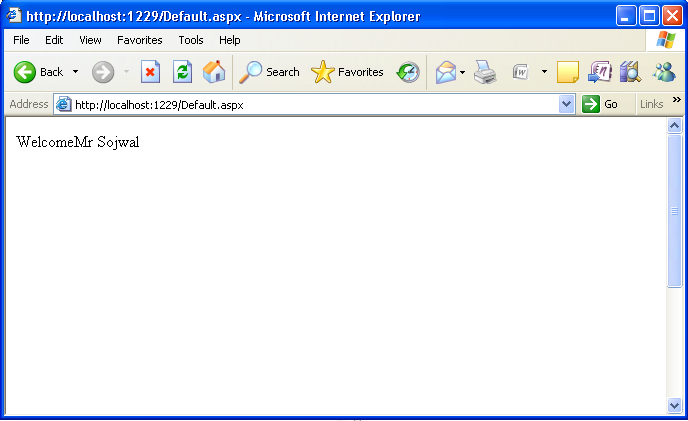 http://localhost:1229/Default.aspx - Microsoft Internet Explorer
File Edit View Favorites Tools Help
Back Search Favorites
Address http://localhost:1229/Default.aspx Go Links »
WelcomeMr Sojwal